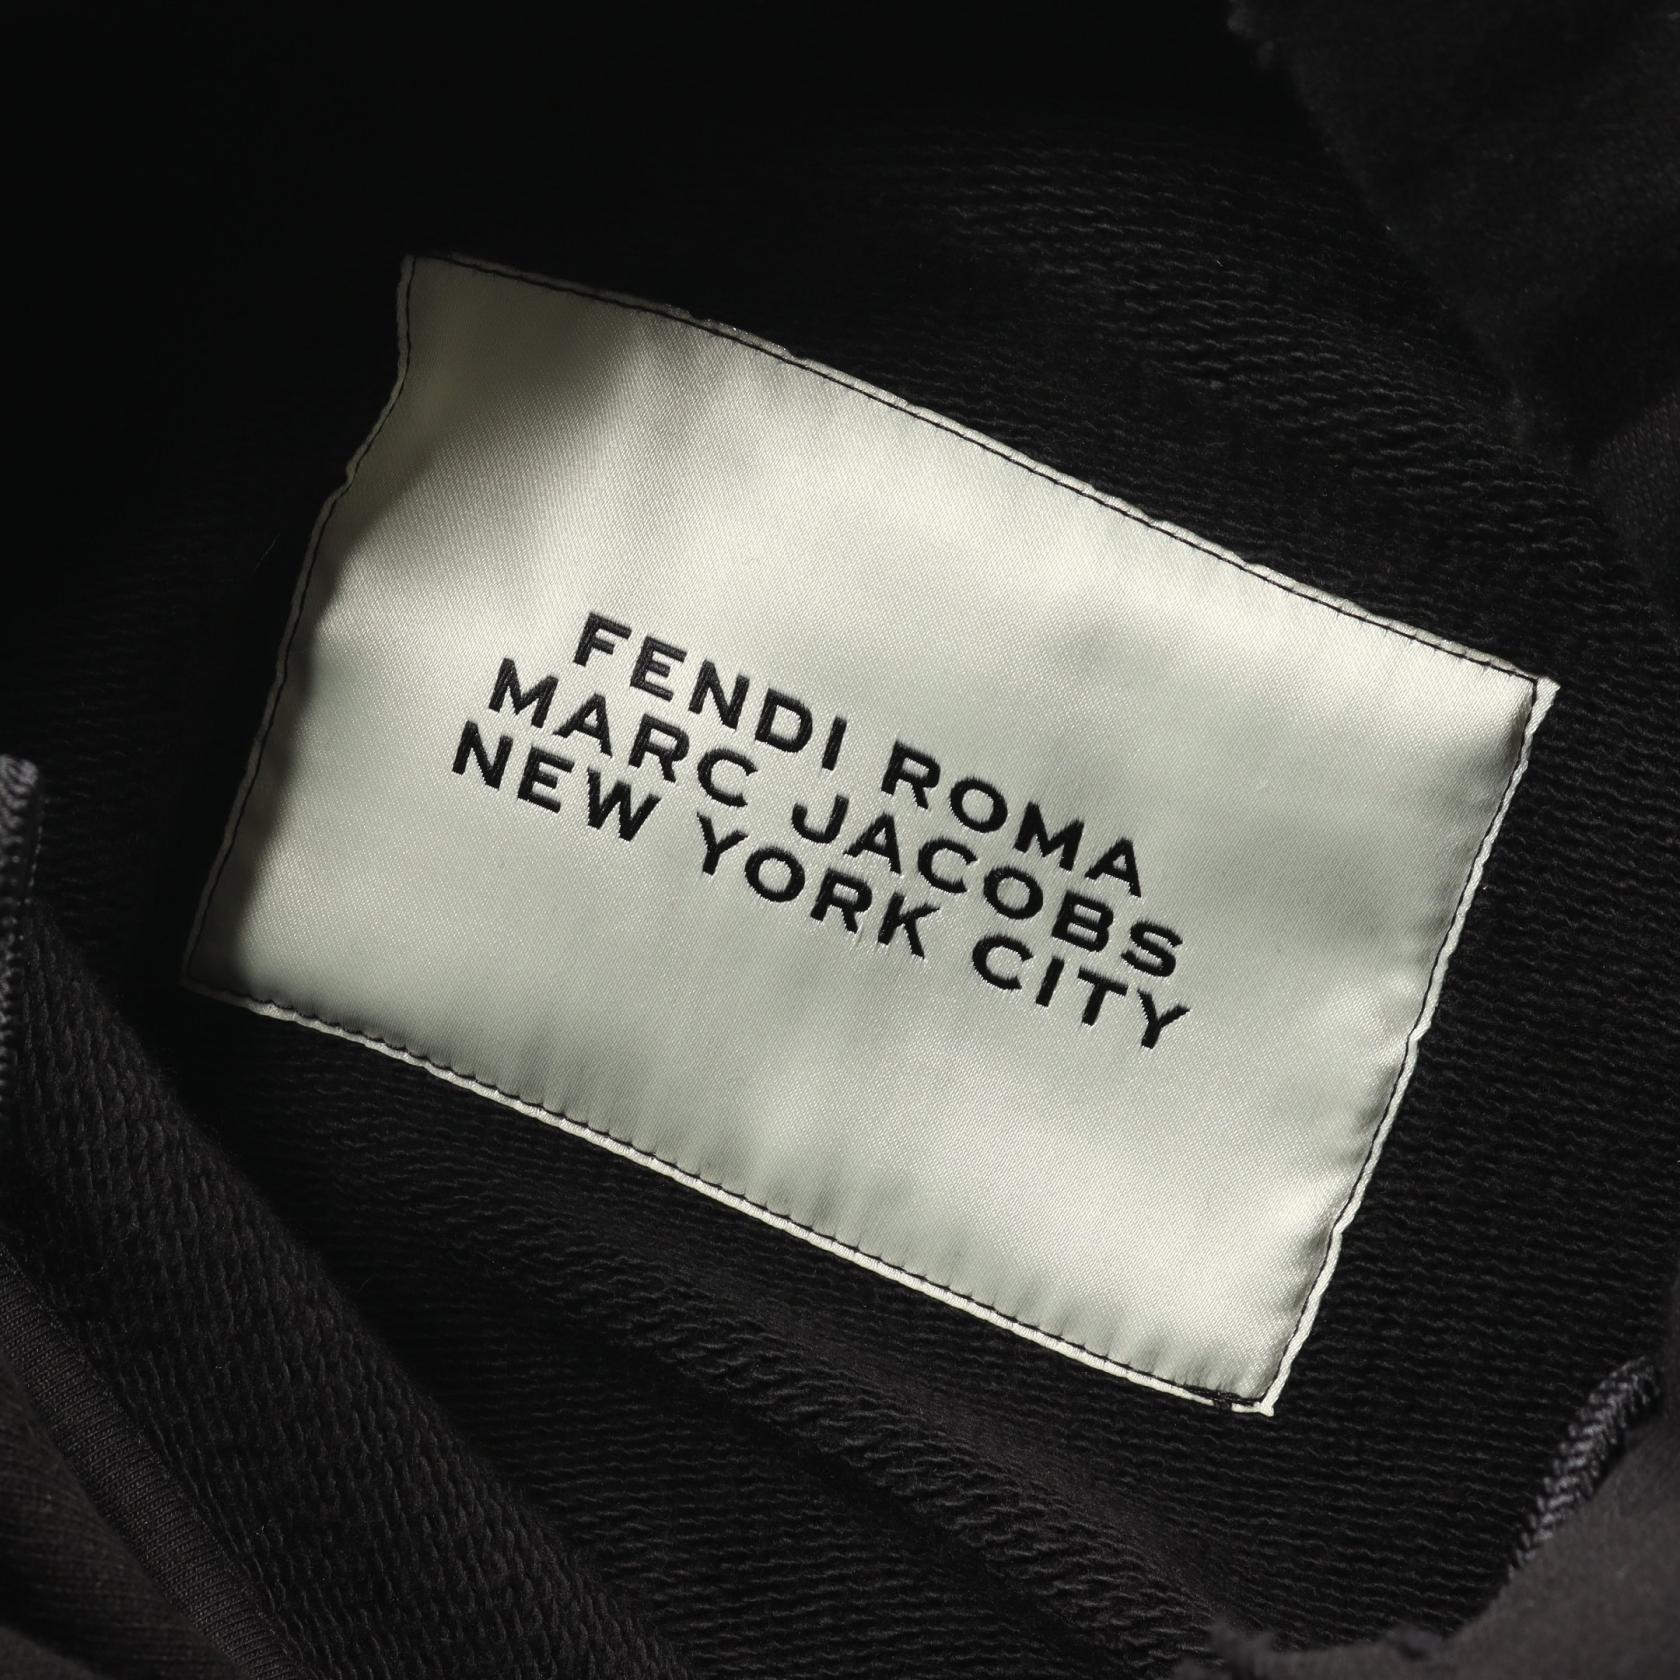 FENDI ROMA
MARC JACOBS
NEW YORK CITY